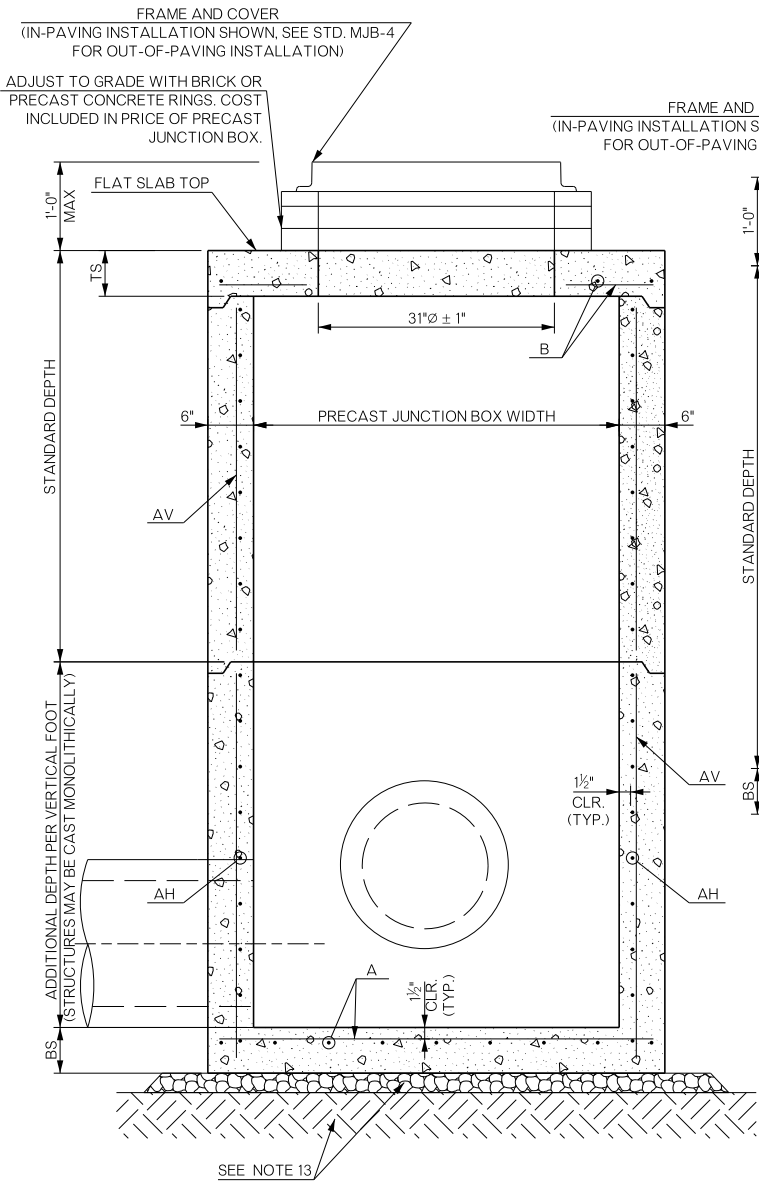 FRAME AND COVER
(IN-PAVING INSTALLATION SHOWN, SEE STD. MJB-4
FOR OUT-OF-PAVING INSTALLATION)
ADJUST TO GRADE WITH BRICK OR
PRECAST CONCRETE RINGS. COST
INCLUDED IN PRICE OF PRECAST
JUNCTION BOX.
FRAME AND
(IN-PAVING INSTALLATION S
FOR OUT-OF-PAVING
1'-0"
MAX
FLAT SLAB TOP
1'-0"
TS
31"Ø ± 1"
B
STANDARD DEPTH
6"
PRECAST JUNCTION BOX WIDTH
6"
STANDARD DEPTH
AV
ADDITIONAL DEPTH PER VERTICAL FOOT
(STRUCTURES MAY BE CAST MONOLITHICALLY)
1½"
CLR.
(TYP.)
AV
BS
AH
AH
A
1½"
CLR.
(TYP.)
BS
SEE NOTE 13